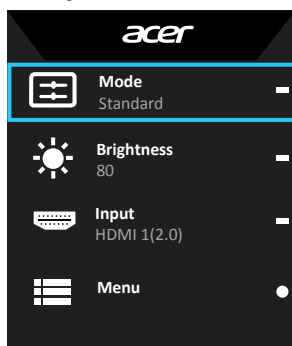 acer
Mode
Standard
Brightness
80
Input
HDMI 1(2.0)
Menu